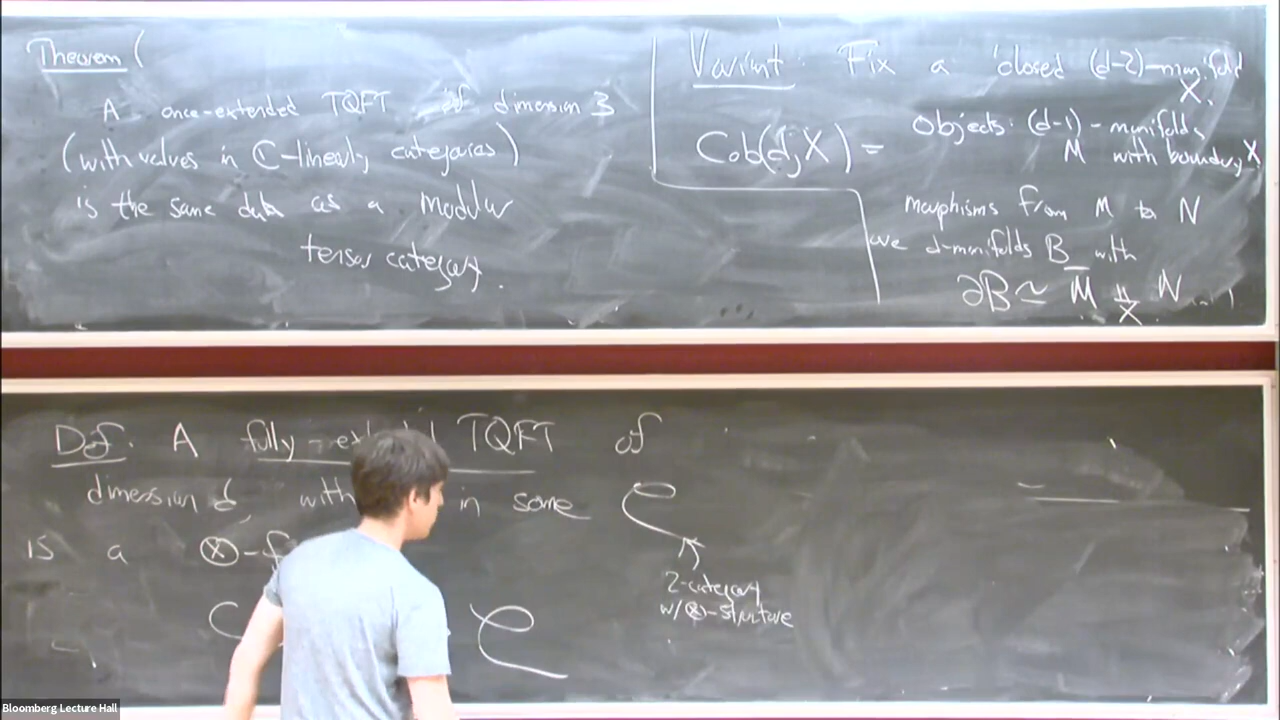 Theorem (
A once-extended TQFT of dimension 3
(with values in ℂ-linear categories)
is the same data as a modular
tensor category.
Variant: Fix a closed (d-2)-manifold
X.
Cob(d,X) =
Objects: (d-1)-manifolds
M with boundary X,
morphisms from M to N
are d-manifolds B with
∂B ≃ M̅ ∐ N
X
Def. A fully-extended TQFT of
dimension d, with in some 𝒞
is a ⊗-f
2-category
w/⊗-structure
C 𝒞
Bloomberg Lecture Hall